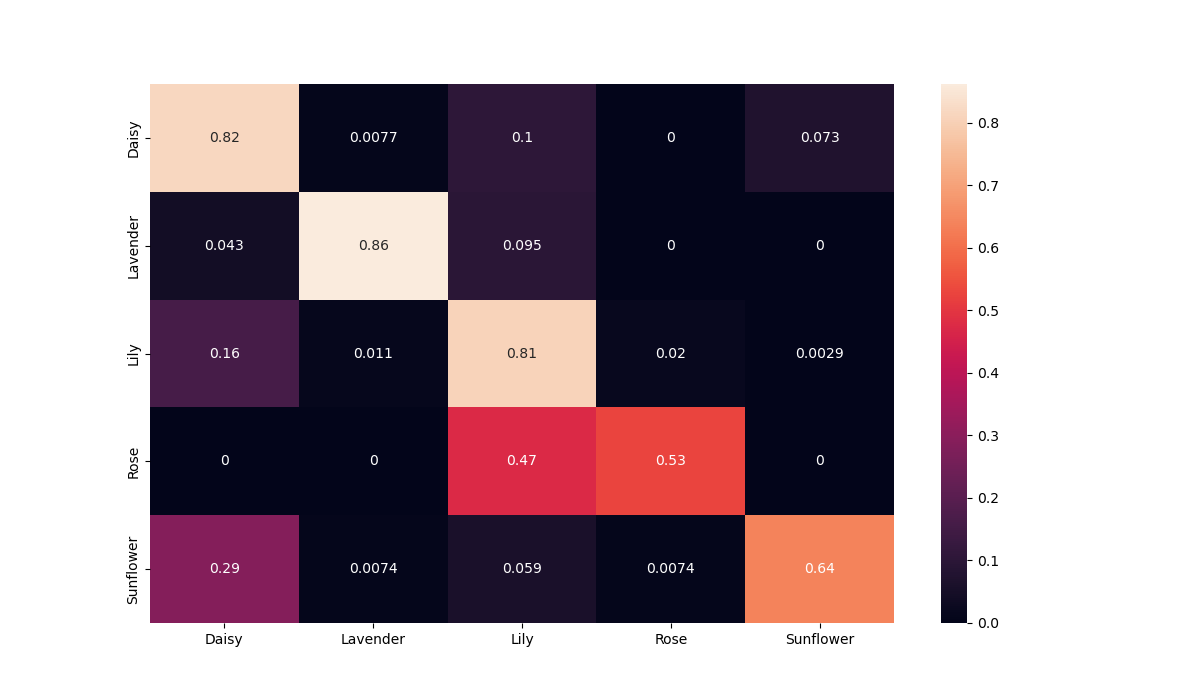 Daisy 0.82 0.0077 0.1 0 0.073
Lavender 0.043 0.86 0.095 0 0
Lily 0.16 0.011 0.81 0.02 0.0029
Rose 0 0 0.47 0.53 0
Sunflower 0.29 0.0074 0.059 0.0074 0.64
Daisy Lavender Lily Rose Sunflower
0.8
0.7
0.6
0.5
0.4
0.3
0.2
0.1
0.0